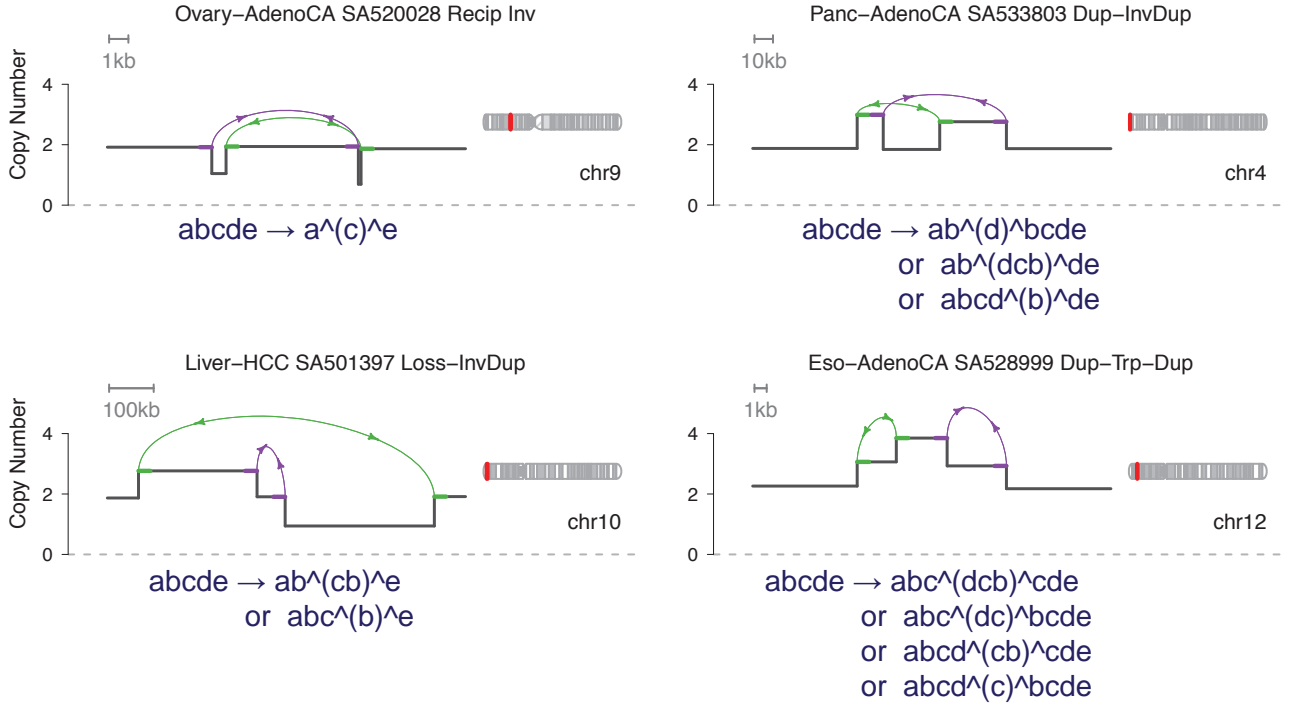 Ovary–AdenoCA SA520028 Recip Inv
1kb
Copy Number
4
2
0
chr9
abcde → a^(c)^e
Panc–AdenoCA SA533803 Dup–InvDup
10kb
4
2
0
chr4
abcde → ab^(d)^bcde
or ab^(dcb)^de
or abcd^(b)^de
Liver–HCC SA501397 Loss–InvDup
100kb
Copy Number
4
2
0
chr10
abcde → ab^(cb)^e
or abc^(b)^e
Eso–AdenoCA SA528999 Dup–Trp–Dup
1kb
4
2
0
chr12
abcde → abc^(dcb)^cde
or abc^(dc)^bcde
or abcd^(cb)^cde
or abcd^(c)^bcde